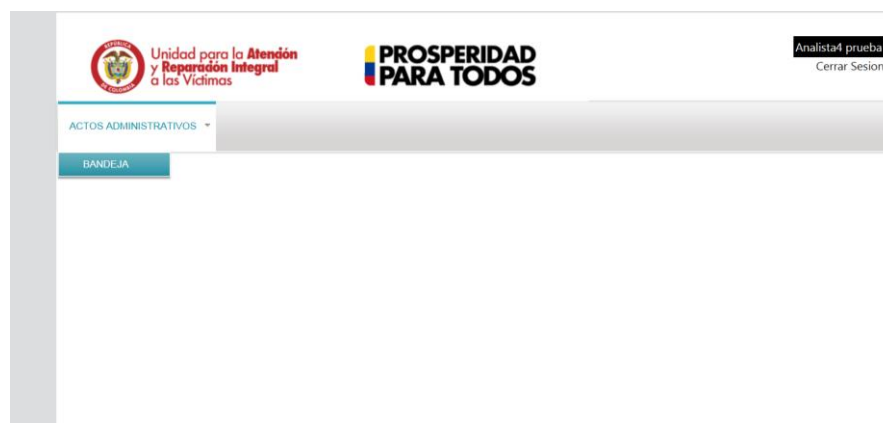 Unidad para la Atención
y Reparación Integral
a las Víctimas
PROSPERIDAD
PARA TODOS
Analista4 prueba
Cerrar Sesion
ACTOS ADMINISTRATIVOS
BANDEJA